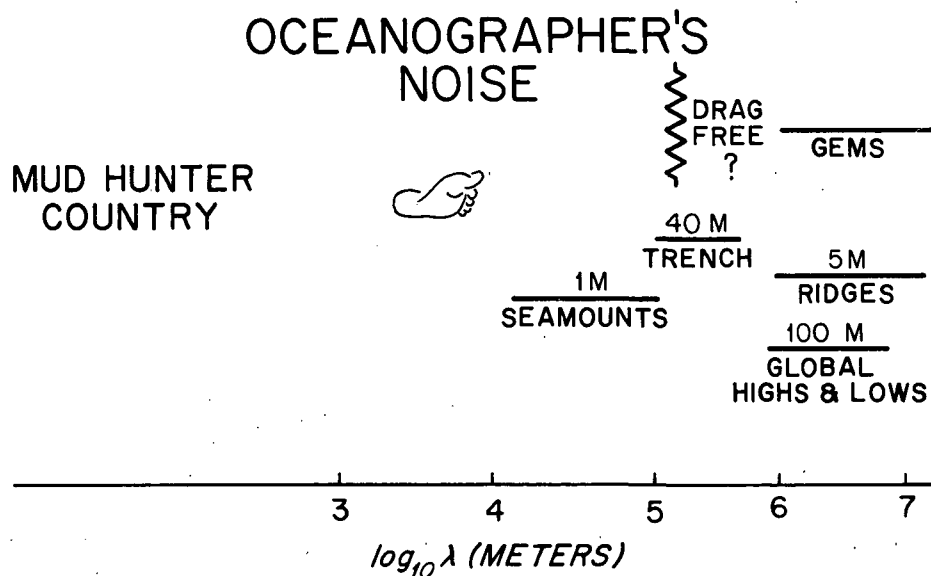 OCEANOGRAPHER'S
NOISE
DRAG
FREE
?
GEMS
MUD HUNTER
COUNTRY
40 M
TRENCH
5 M
RIDGES
1 M
SEAMOUNTS
100 M
GLOBAL
HIGHS & LOWS
3 4 5 6 7
log₁₀ λ (METERS)